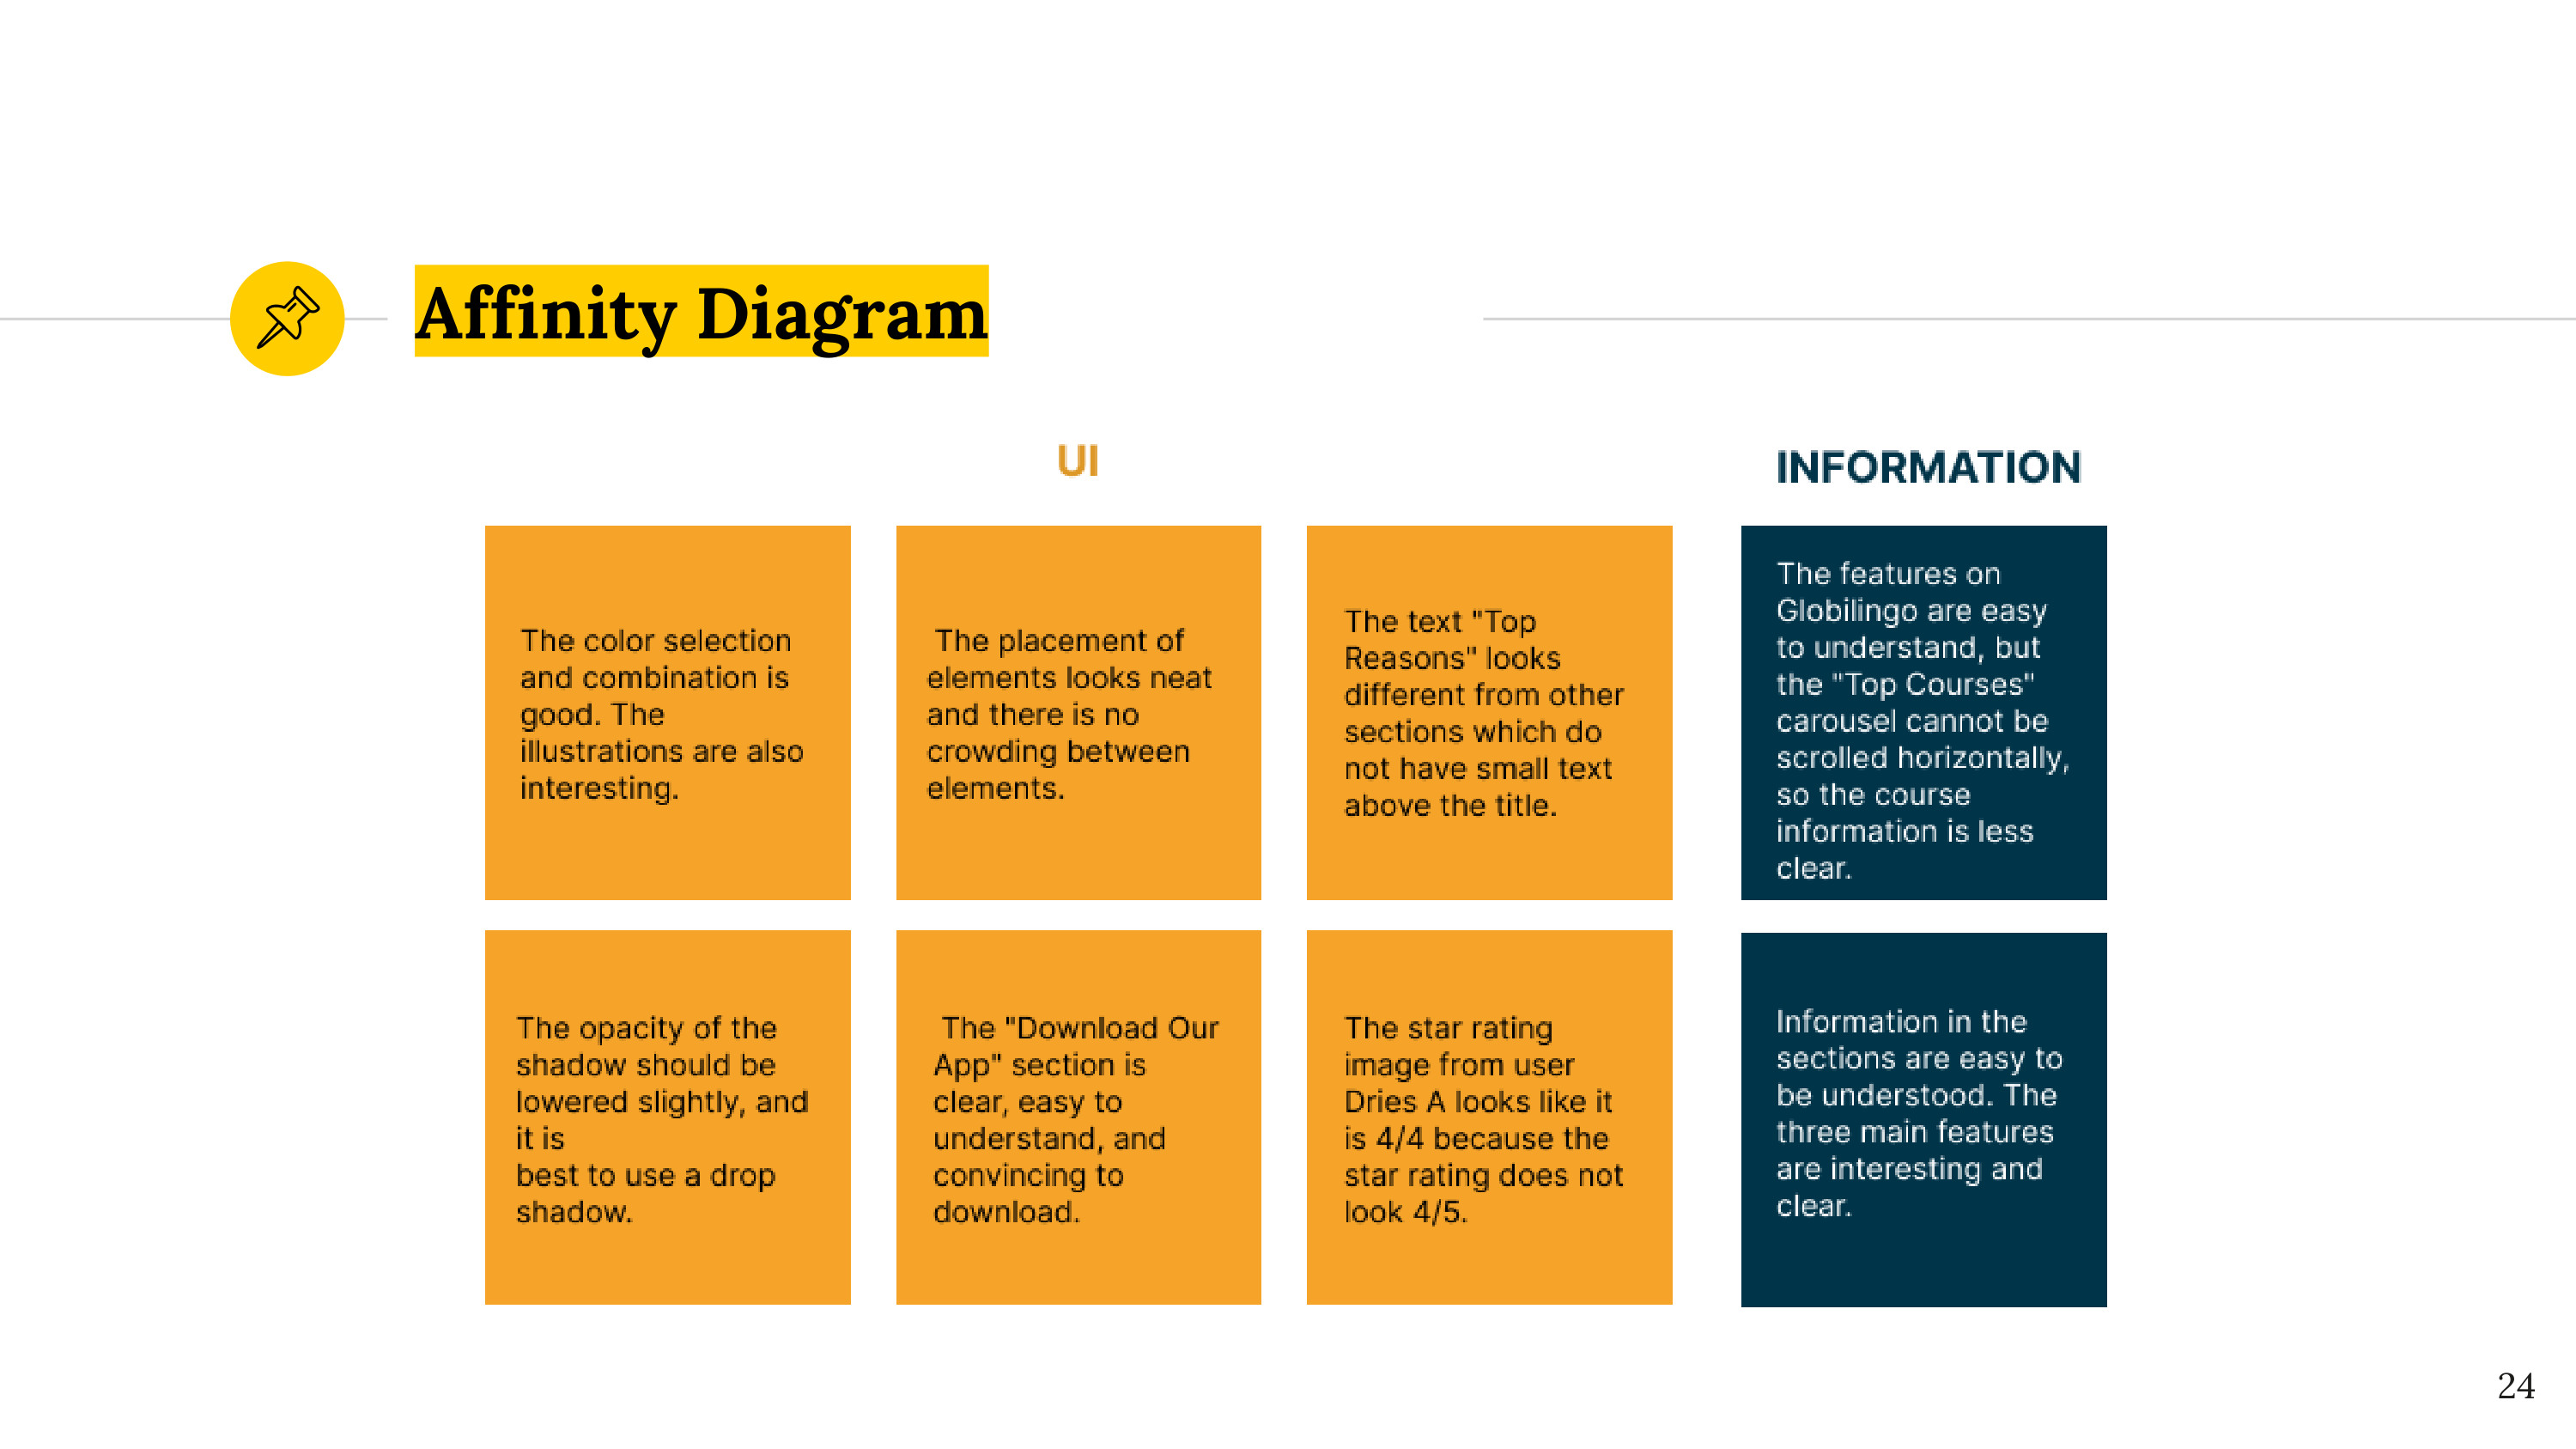 Affinity Diagram
UI
The color selection
and combination is
good. The
illustrations are also
interesting.
The placement of
elements looks neat
and there is no
crowding between
elements.
The text "Top
Reasons" looks
different from other
sections which do
not have small text
above the title.
The opacity of the
shadow should be
lowered slightly, and
it is
best to use a drop
shadow.
The "Download Our
App" section is
clear, easy to
understand, and
convincing to
download.
The star rating
image from user
Dries A looks like it
is 4/4 because the
star rating does not
look 4/5.
INFORMATION
The features on
Globilingo are easy
to understand, but
the "Top Courses"
carousel cannot be
scrolled horizontally,
so the course
information is less
clear.
Information in the
sections are easy to
be understood. The
three main features
are interesting and
clear.
24